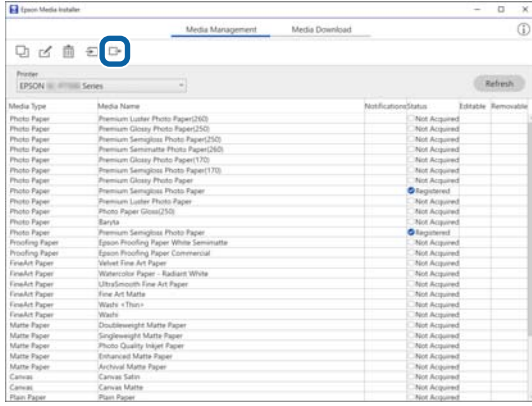 Epson Media Installer
Media Management Media Download
Printer
EPSON Series
Refresh
Media Type Media Name Notifications Status Editable Removable
Photo Paper Premium Luster Photo Paper(260) Not Acquired
Photo Paper Premium Glossy Photo Paper(250) Not Acquired
Photo Paper Premium Semigloss Photo Paper(250) Not Acquired
Photo Paper Premium Semimatte Photo Paper(260) Not Acquired
Photo Paper Premium Glossy Photo Paper(170) Not Acquired
Photo Paper Premium Semigloss Photo Paper(170) Not Acquired
Photo Paper Premium Glossy Photo Paper Not Acquired
Photo Paper Premium Semigloss Photo Paper Registered
Photo Paper Premium Luster Photo Paper Not Acquired
Photo Paper Photo Paper Gloss(250) Not Acquired
Photo Paper Baryta Not Acquired
Photo Paper Premium Semigloss Photo Paper Registered
Proofing Paper Epson Proofing Paper White Semimatte Not Acquired
Proofing Paper Epson Proofing Paper Commercial Not Acquired
FineArt Paper Velvet Fine Art Paper Not Acquired
FineArt Paper Watercolor Paper - Radiant White Not Acquired
FineArt Paper UltraSmooth Fine Art Paper Not Acquired
FineArt Paper Fine Art Matte Not Acquired
FineArt Paper Washi <Thin> Not Acquired
FineArt Paper Washi Not Acquired
Matte Paper Doubleweight Matte Paper Not Acquired
Matte Paper Singleweight Matte Paper Not Acquired
Matte Paper Photo Quality Inkjet Paper Not Acquired
Matte Paper Enhanced Matte Paper Not Acquired
Matte Paper Archival Matte Paper Not Acquired
Canvas Canvas Satin Not Acquired
Canvas Canvas Matte Not Acquired
Plain Paper Plain Paper Not Acquired